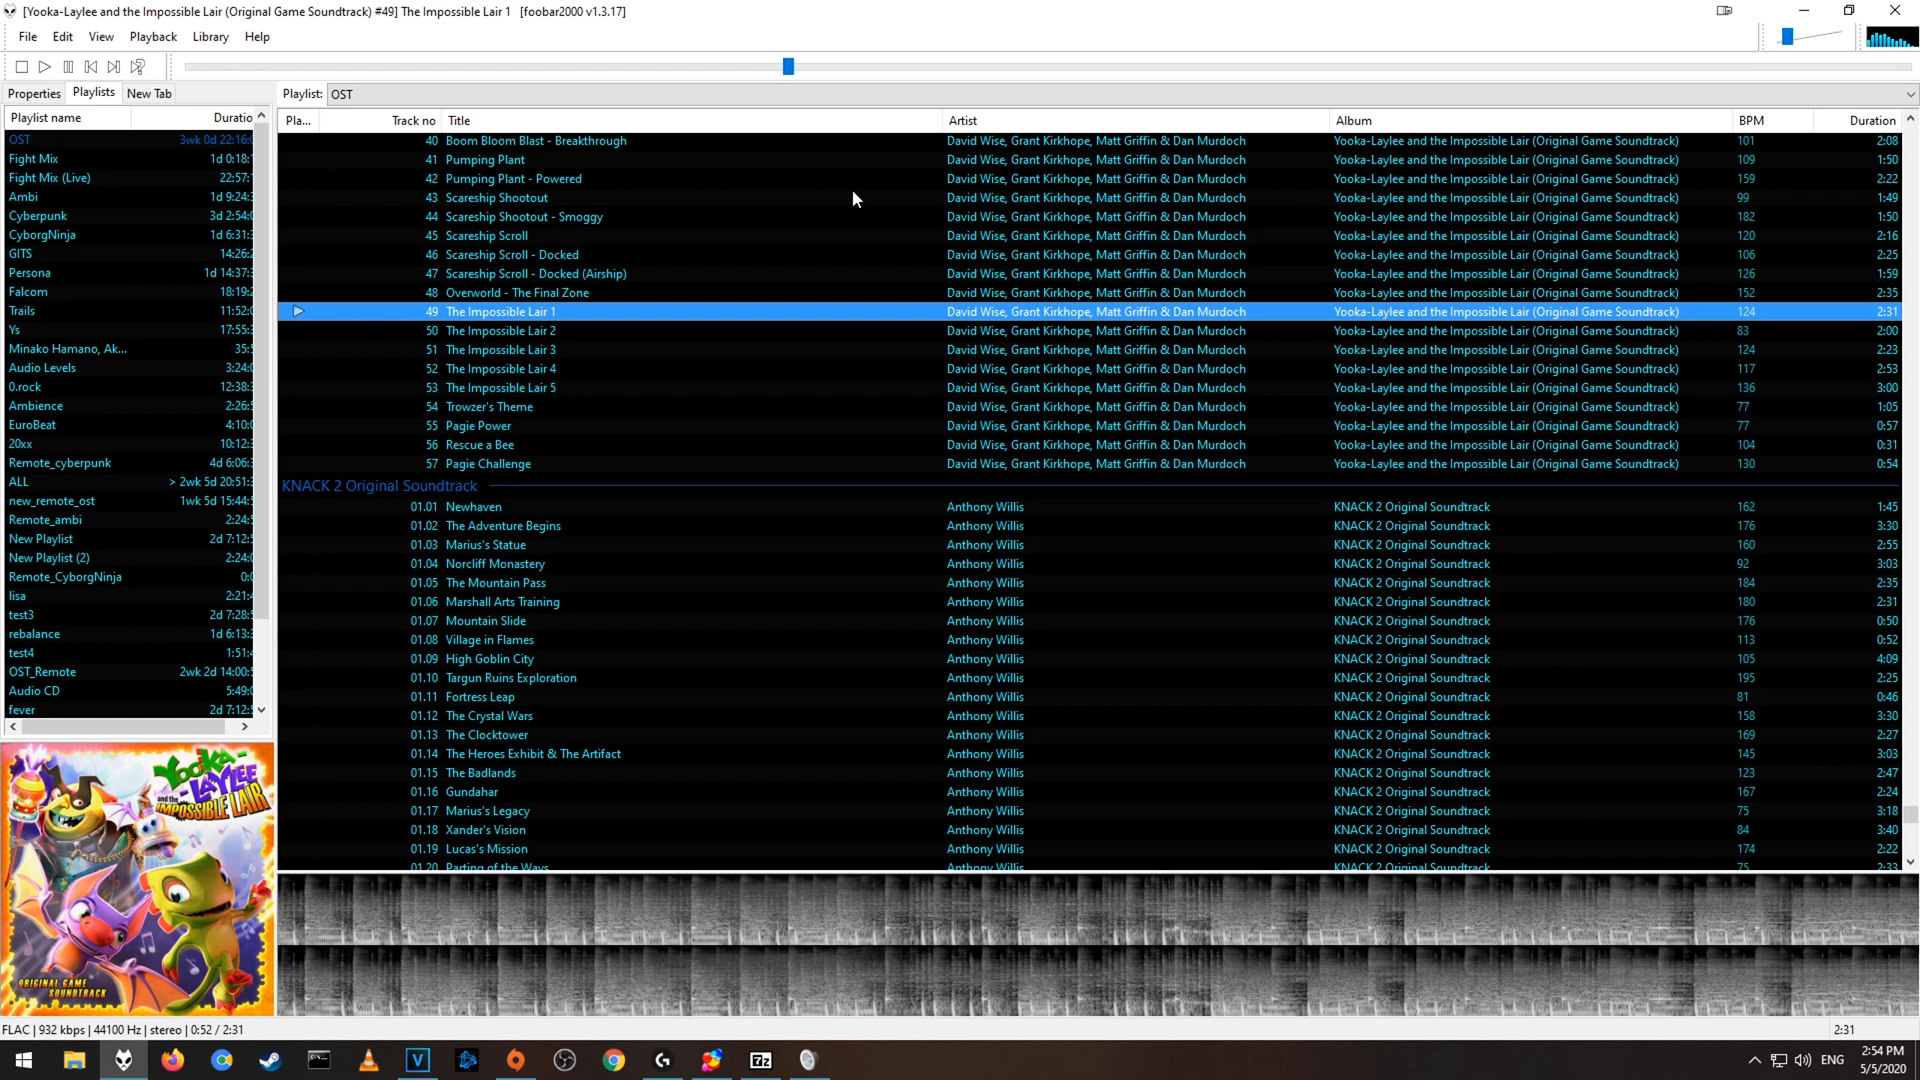 [Yooka-Laylee and the Impossible Lair (Original Game Soundtrack) #49] The Impossible Lair 1   [foobar2000 v1.3.17]
File Edit View Playback Library Help
Properties Playlists New Tab
Playlist: OST
Playlist name Duratio
OST 3wk 0d 22:16:
Fight Mix 1d 0:18:
Fight Mix (Live) 22:57:
Ambi 1d 9:24:
Cyberpunk 3d 2:54:
CyborgNinja 1d 6:31:
GITS 14:26:
Persona 1d 14:37:
Falcom 18:19:
Trails 11:52:
Ys 17:55:
Minako Hamano, Ak... 35:
Audio Levels 3:24:
0.rock 12:38:
Ambience 2:26:
EuroBeat 4:10:
20xx 10:12:
Remote_cyberpunk 4d 6:06:
ALL > 2wk 5d 20:51:
new_remote_ost 1wk 5d 15:44:
Remote_ambi 2:24:
New Playlist 2d 7:12:
New Playlist (2) 2:24:
Remote_CyborgNinja 0:
lisa 2:21:
test3 2d 7:28:
rebalance 1d 6:13:
test4 1:51:
OST_Remote 2wk 2d 14:00:
Audio CD 5:49:
fever 2d 7:12:
Pla... Track no Title Artist Album BPM Duration
40 Boom Bloom Blast - Breakthrough David Wise, Grant Kirkhope, Matt Griffin & Dan Murdoch Yooka-Laylee and the Impossible Lair (Original Game Soundtrack) 101 2:08
41 Pumping Plant David Wise, Grant Kirkhope, Matt Griffin & Dan Murdoch Yooka-Laylee and the Impossible Lair (Original Game Soundtrack) 109 1:50
42 Pumping Plant - Powered David Wise, Grant Kirkhope, Matt Griffin & Dan Murdoch Yooka-Laylee and the Impossible Lair (Original Game Soundtrack) 159 2:22
43 Scareship Shootout David Wise, Grant Kirkhope, Matt Griffin & Dan Murdoch Yooka-Laylee and the Impossible Lair (Original Game Soundtrack) 99 1:49
44 Scareship Shootout - Smoggy David Wise, Grant Kirkhope, Matt Griffin & Dan Murdoch Yooka-Laylee and the Impossible Lair (Original Game Soundtrack) 182 1:50
45 Scareship Scroll David Wise, Grant Kirkhope, Matt Griffin & Dan Murdoch Yooka-Laylee and the Impossible Lair (Original Game Soundtrack) 120 2:16
46 Scareship Scroll - Docked David Wise, Grant Kirkhope, Matt Griffin & Dan Murdoch Yooka-Laylee and the Impossible Lair (Original Game Soundtrack) 106 2:25
47 Scareship Scroll - Docked (Airship) David Wise, Grant Kirkhope, Matt Griffin & Dan Murdoch Yooka-Laylee and the Impossible Lair (Original Game Soundtrack) 126 1:59
48 Overworld - The Final Zone David Wise, Grant Kirkhope, Matt Griffin & Dan Murdoch Yooka-Laylee and the Impossible Lair (Original Game Soundtrack) 152 2:35
49 The Impossible Lair 1 David Wise, Grant Kirkhope, Matt Griffin & Dan Murdoch Yooka-Laylee and the Impossible Lair (Original Game Soundtrack) 124 2:31
50 The Impossible Lair 2 David Wise, Grant Kirkhope, Matt Griffin & Dan Murdoch Yooka-Laylee and the Impossible Lair (Original Game Soundtrack) 83 2:00
51 The Impossible Lair 3 David Wise, Grant Kirkhope, Matt Griffin & Dan Murdoch Yooka-Laylee and the Impossible Lair (Original Game Soundtrack) 124 2:23
52 The Impossible Lair 4 David Wise, Grant Kirkhope, Matt Griffin & Dan Murdoch Yooka-Laylee and the Impossible Lair (Original Game Soundtrack) 117 2:53
53 The Impossible Lair 5 David Wise, Grant Kirkhope, Matt Griffin & Dan Murdoch Yooka-Laylee and the Impossible Lair (Original Game Soundtrack) 136 3:00
54 Trowzer's Theme David Wise, Grant Kirkhope, Matt Griffin & Dan Murdoch Yooka-Laylee and the Impossible Lair (Original Game Soundtrack) 77 1:05
55 Pagie Power David Wise, Grant Kirkhope, Matt Griffin & Dan Murdoch Yooka-Laylee and the Impossible Lair (Original Game Soundtrack) 77 0:57
56 Rescue a Bee David Wise, Grant Kirkhope, Matt Griffin & Dan Murdoch Yooka-Laylee and the Impossible Lair (Original Game Soundtrack) 104 0:31
57 Pagie Challenge David Wise, Grant Kirkhope, Matt Griffin & Dan Murdoch Yooka-Laylee and the Impossible Lair (Original Game Soundtrack) 130 0:54
KNACK 2 Original Soundtrack
01.01 Newhaven Anthony Willis KNACK 2 Original Soundtrack 162 1:45
01.02 The Adventure Begins Anthony Willis KNACK 2 Original Soundtrack 176 3:30
01.03 Marius's Statue Anthony Willis KNACK 2 Original Soundtrack 160 2:55
01.04 Norcliff Monastery Anthony Willis KNACK 2 Original Soundtrack 92 3:03
01.05 The Mountain Pass Anthony Willis KNACK 2 Original Soundtrack 184 2:35
01.06 Marshall Arts Training Anthony Willis KNACK 2 Original Soundtrack 180 2:31
01.07 Mountain Slide Anthony Willis KNACK 2 Original Soundtrack 176 0:50
01.08 Village in Flames Anthony Willis KNACK 2 Original Soundtrack 113 0:52
01.09 High Goblin City Anthony Willis KNACK 2 Original Soundtrack 105 4:09
01.10 Targun Ruins Exploration Anthony Willis KNACK 2 Original Soundtrack 195 2:25
01.11 Fortress Leap Anthony Willis KNACK 2 Original Soundtrack 81 0:46
01.12 The Crystal Wars Anthony Willis KNACK 2 Original Soundtrack 158 3:30
01.13 The Clocktower Anthony Willis KNACK 2 Original Soundtrack 169 2:27
01.14 The Heroes Exhibit & The Artifact Anthony Willis KNACK 2 Original Soundtrack 145 3:03
01.15 The Badlands Anthony Willis KNACK 2 Original Soundtrack 123 2:47
01.16 Gundahar Anthony Willis KNACK 2 Original Soundtrack 167 2:24
01.17 Marius's Legacy Anthony Willis KNACK 2 Original Soundtrack 75 3:18
01.18 Xander's Vision Anthony Willis KNACK 2 Original Soundtrack 84 3:40
01.19 Lucas's Mission Anthony Willis KNACK 2 Original Soundtrack 174 2:22
01.20 Parting of the Ways Anthony Willis KNACK 2 Original Soundtrack 75 2:33
YOOKA-
LAYLEE
and the
IMPOSSIBLE LAIR
ORIGINAL GAME
SOUNDTRACK
FLAC | 932 kbps | 44100 Hz | stereo | 0:52 / 2:31
2:31
V
7z
ENG
2:54 PM
5/5/2020